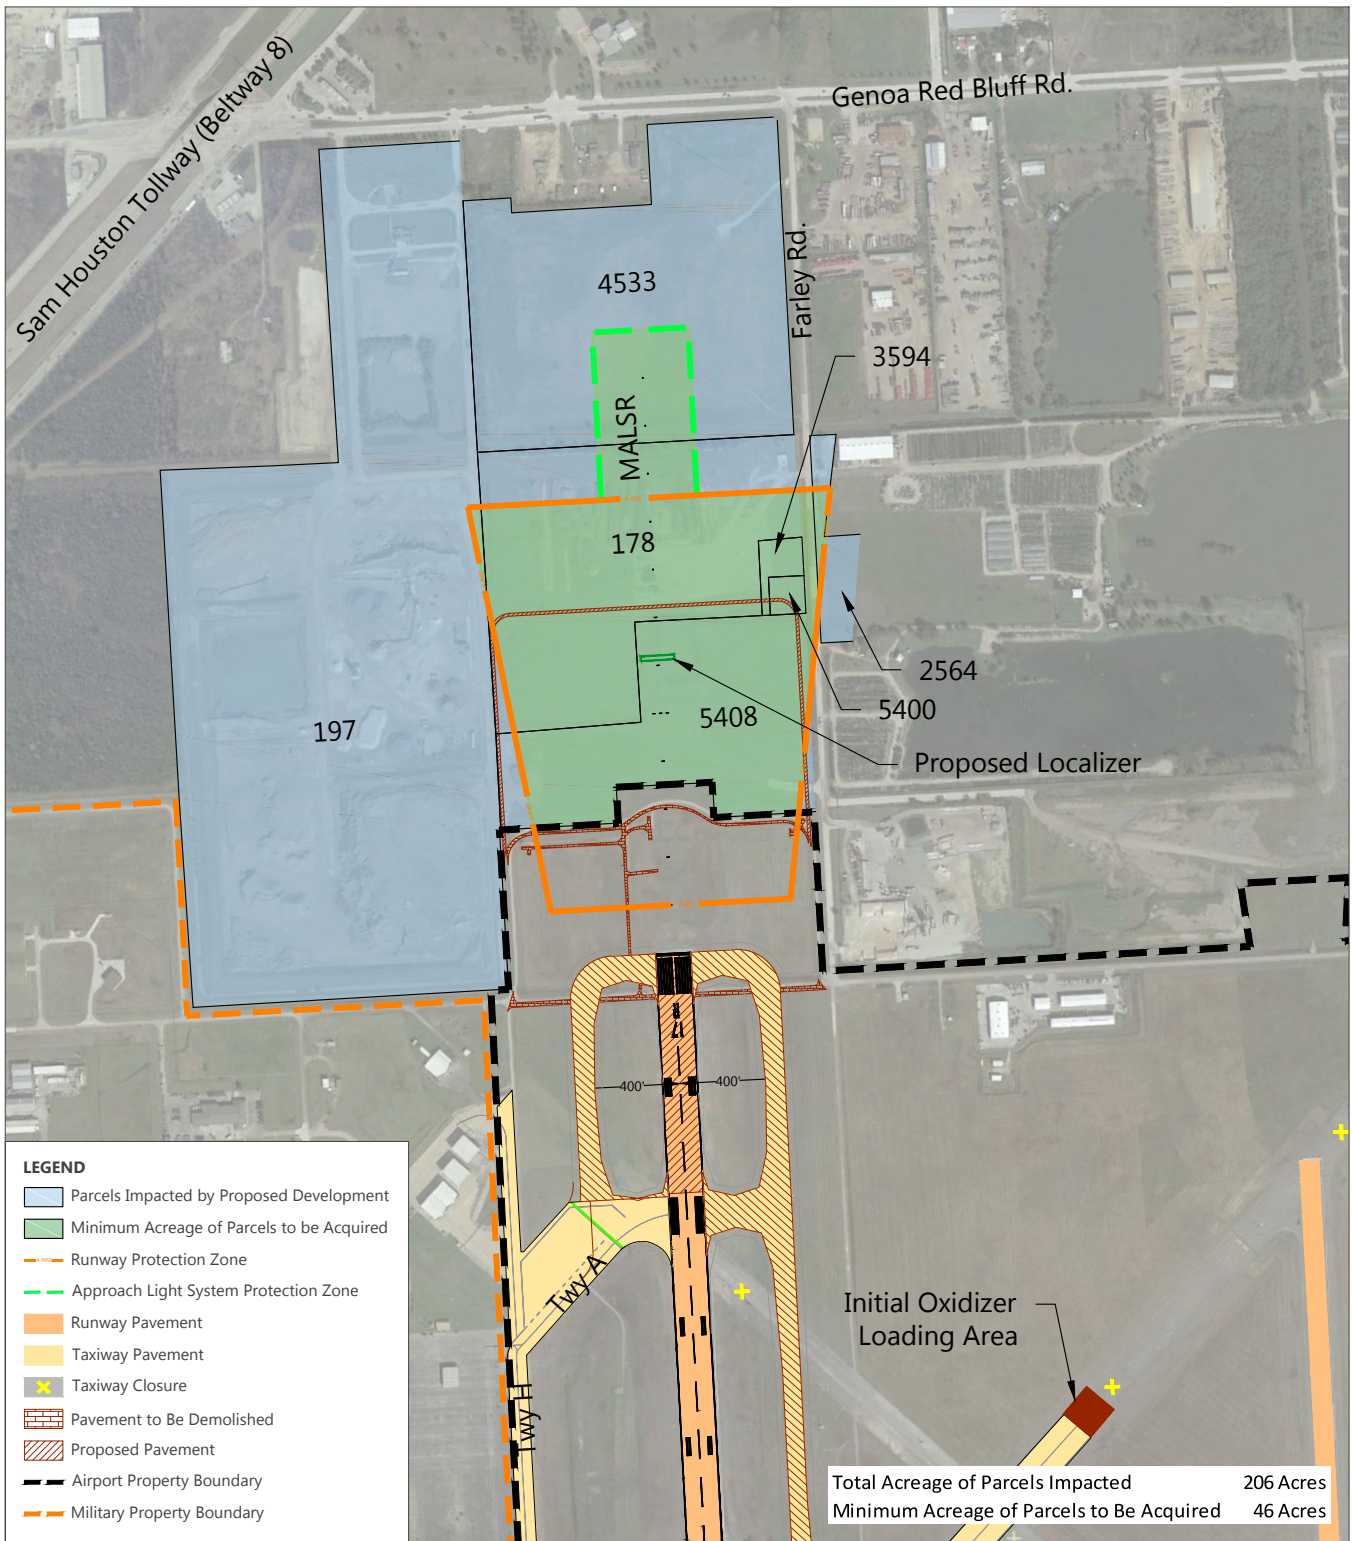 Genoa Red Bluff Rd.
Sam Houston Tollway (Beltway 8)
Farley Rd.
4533
3594
MALSR
178
2564
5400
197
5408
Proposed Localizer
400'
400'
Twy A
Initial Oxidizer
Loading Area
Twy H
LEGEND
Parcels Impacted by Proposed Development
Minimum Acreage of Parcels to be Acquired
Runway Protection Zone
Approach Light System Protection Zone
Runway Pavement
Taxiway Pavement
Taxiway Closure
Pavement to Be Demolished
Proposed Pavement
Airport Property Boundary
Military Property Boundary
Total Acreage of Parcels Impacted 206 Acres
Minimum Acreage of Parcels to Be Acquired 46 Acres